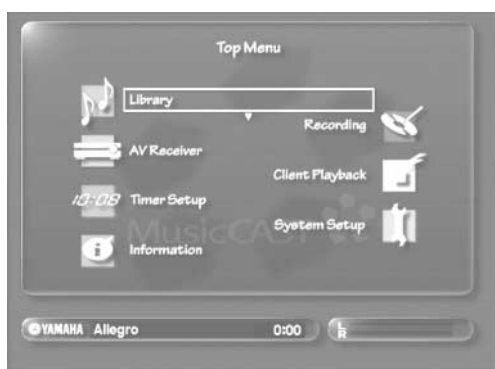 Top Menu
Library
Recording
AV Receiver
Client Playback
10:08 Timer Setup
System Setup
MusicCAST
Information
YAMAHA Allegro 0:00 L
R